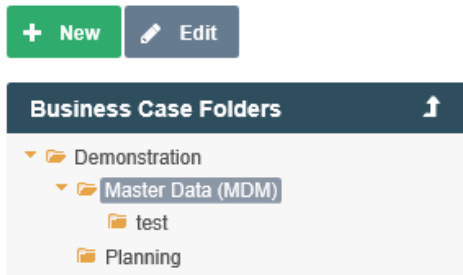 New Edit
Business Case Folders
Demonstration
Master Data (MDM)
test
Planning